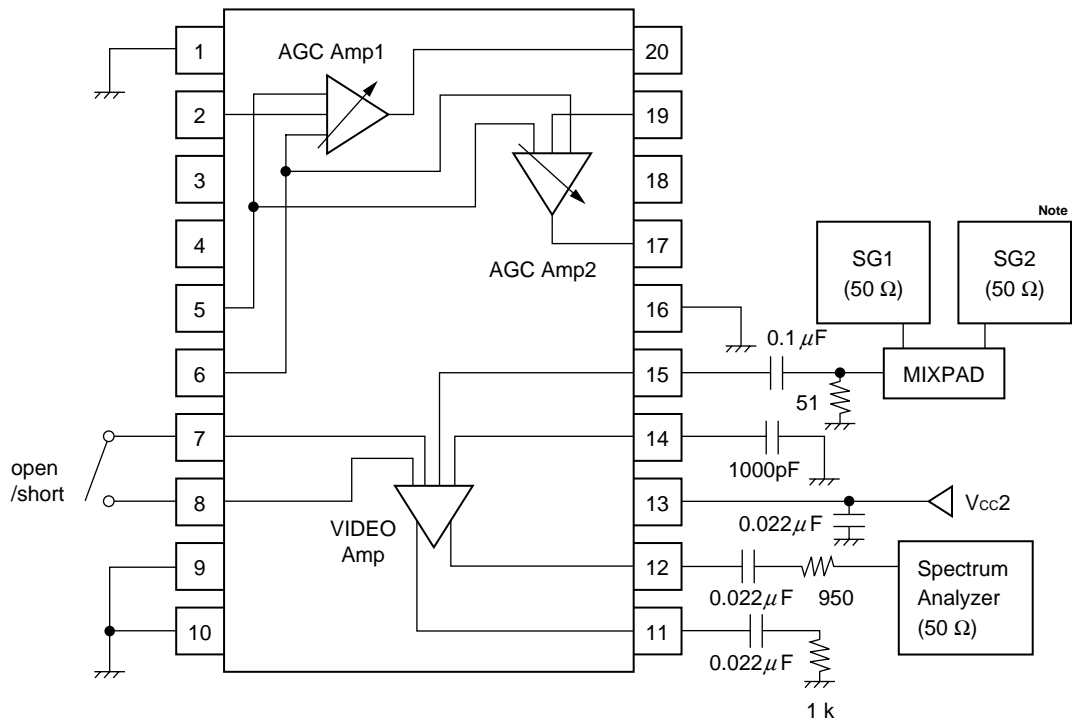 1
AGC Amp1
20
2
19
3
18
4
17
AGC Amp2
5
16
6
15
7
14
8
13
9
12
10
11
open
/short
VIDEO
Amp
Note
SG1
(50 Ω)
SG2
(50 Ω)
MIXPAD
0.1 μF
51
1000pF
VCC2
0.022 μF
0.022 μF
950
Spectrum
Analyzer
(50 Ω)
0.022 μF
1 k